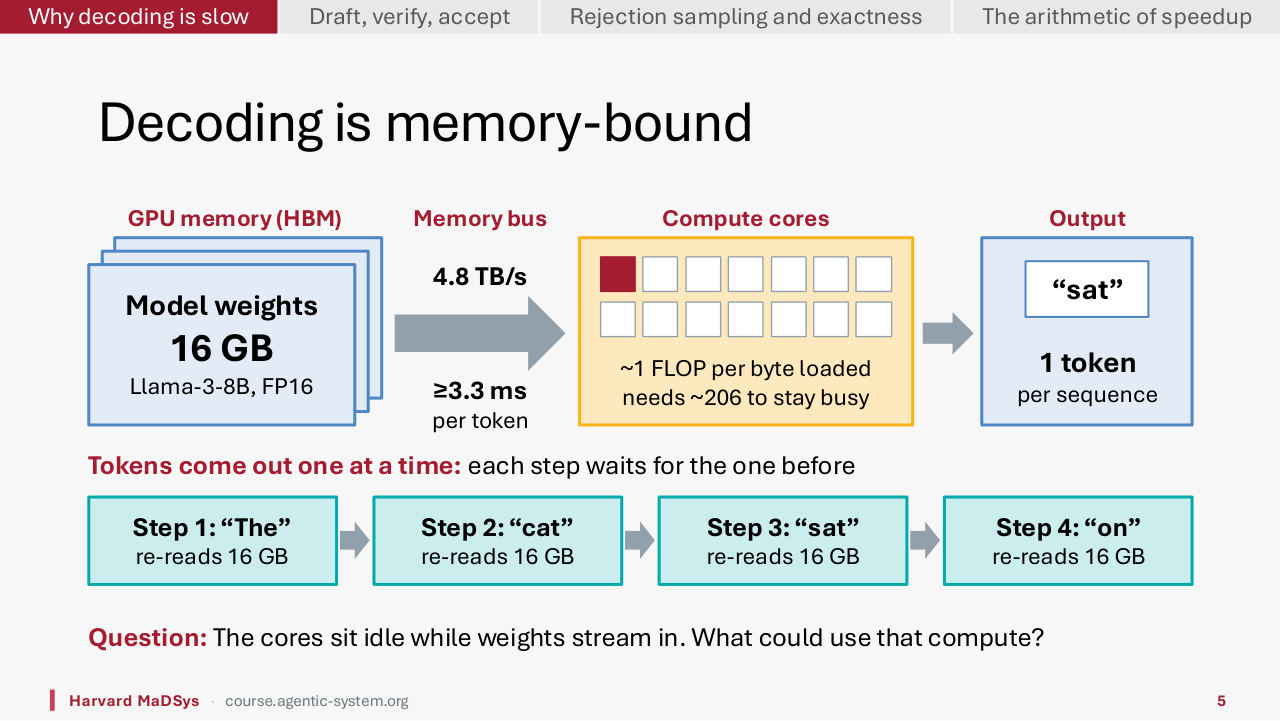 Why decoding is slow
Draft, verify, accept
Rejection sampling and exactness
The arithmetic of speedup
Decoding is memory-bound
GPU memory (HBM)
Memory bus
Compute cores
Output
Model weights
16 GB
Llama-3-8B, FP16
4.8 TB/s
≥3.3 ms
per token
~1 FLOP per byte loaded
needs ~206 to stay busy
“sat”
1 token
per sequence
Tokens come out one at a time: each step waits for the one before
Step 1: “The”
re-reads 16 GB
Step 2: “cat”
re-reads 16 GB
Step 3: “sat”
re-reads 16 GB
Step 4: “on”
re-reads 16 GB
Question: The cores sit idle while weights stream in. What could use that compute?
Harvard MaDSys · course.agentic-system.org
5